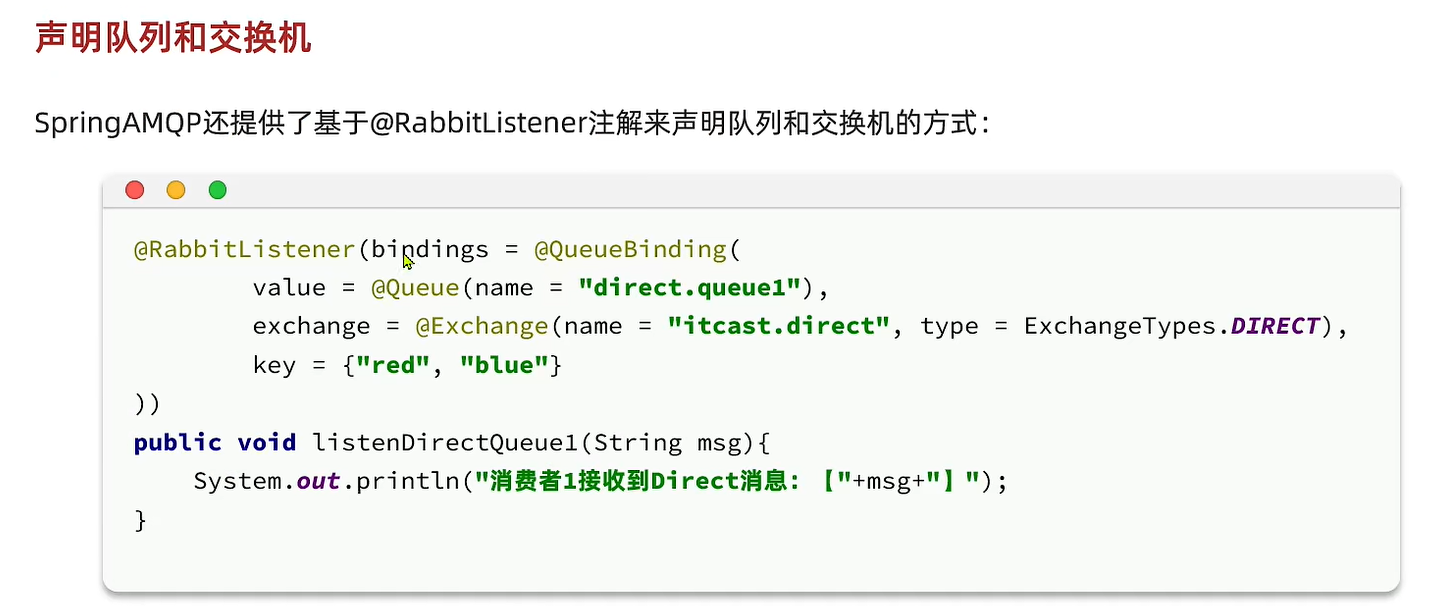 声明队列和交换机
SpringAMQP还提供了基于@RabbitListener注解来声明队列和交换机的方式：
@RabbitListener(bindings = @QueueBinding(
        value = @Queue(name = "direct.queue1"),
        exchange = @Exchange(name = "itcast.direct", type = ExchangeTypes.DIRECT),
        key = {"red", "blue"}
))
public void listenDirectQueue1(String msg){
    System.out.println("消费者1接收到Direct消息：【"+msg+"】");
}